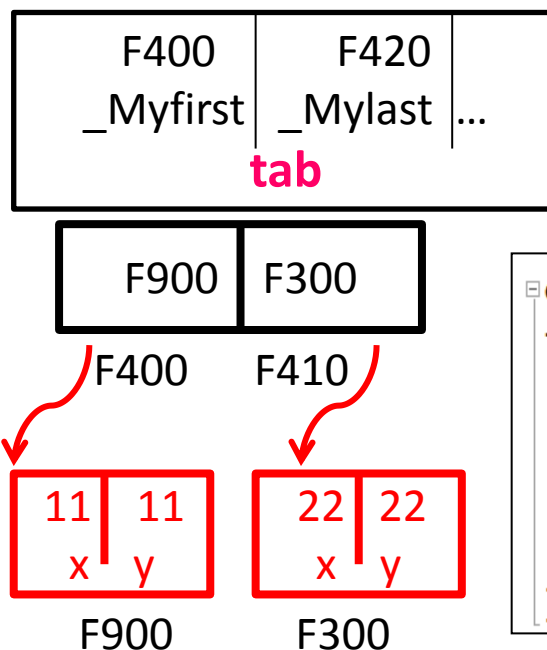 F400 F420
_Myfirst _Mylast ...
tab
F900 F300
F400 F410
11 11 22 22
x y x y
F900 F300